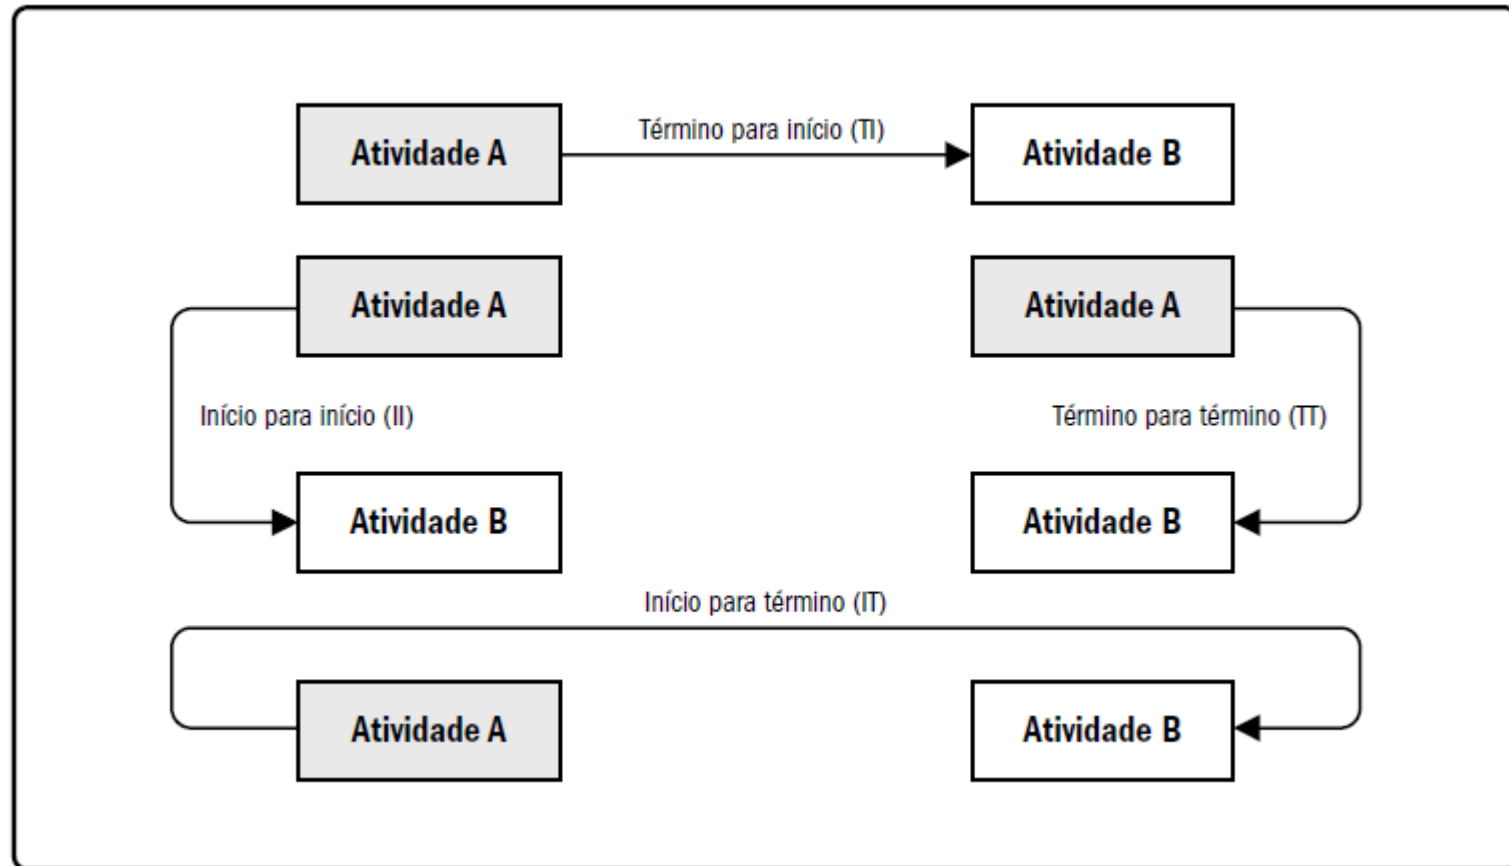 Atividade A
Término para início (TI)
Atividade B
Atividade A
Atividade A
Início para início (II)
Término para término (TT)
Atividade B
Atividade B
Início para término (IT)
Atividade A
Atividade B